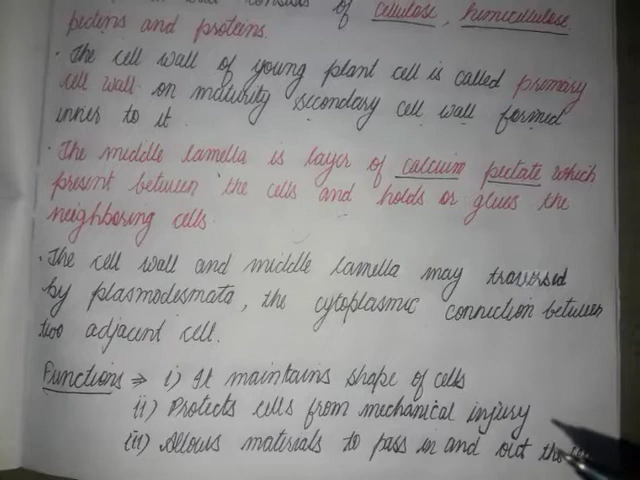 consists of cellulose, hemicellulose
pectins and proteins.
• The cell wall of young plant cell is called primary
cell wall on maturity secondary cell wall formed
inner to it.
• The middle lamella is layer of calcium pectate which
present between the cells and holds or glues the
neighboring cells.
• The cell wall and middle lamella may traversed
by plasmodesmata, the cytoplasmic connection between
two adjacent cell.
Functions ⇒ i) It maintains shape of cells
ii) Protects cells from mechanical injury
iii) Allows materials to pass in and out the